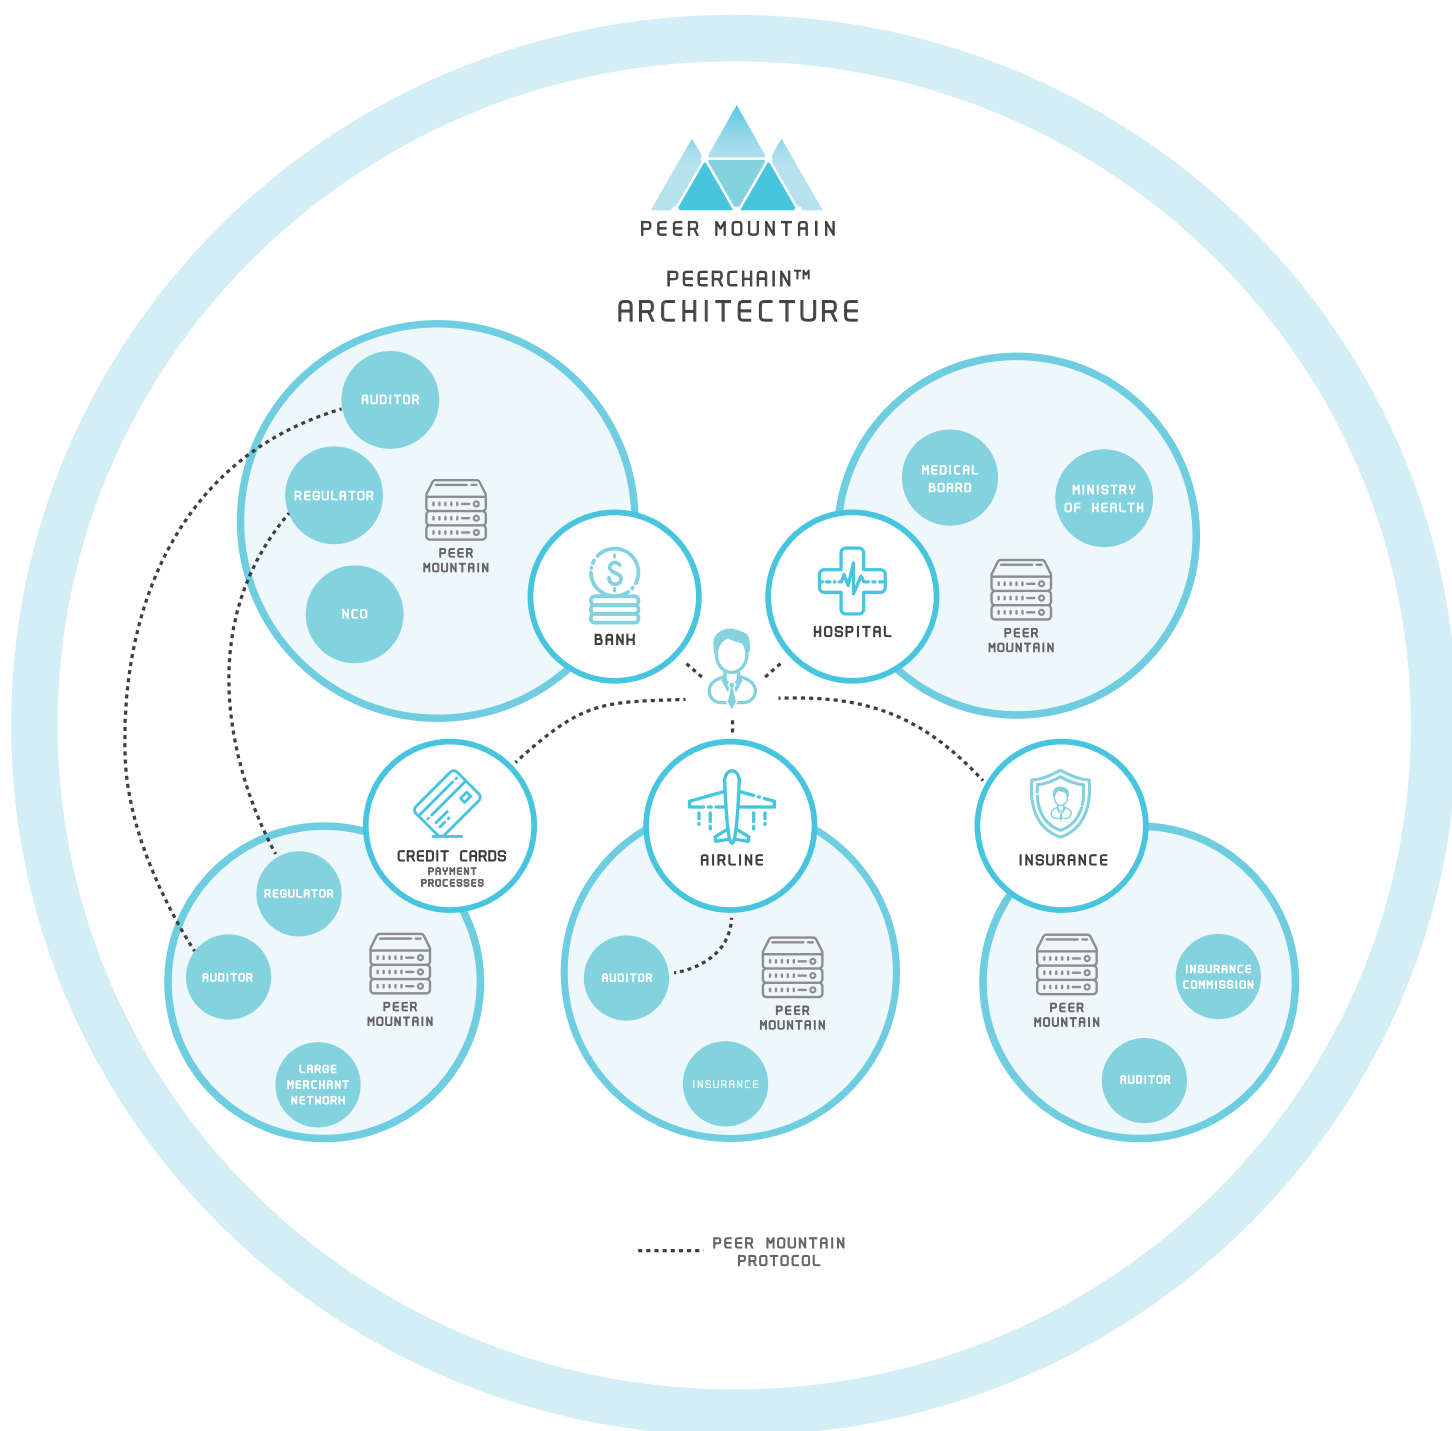 PEER MOUNTAIN
PEERCHAIN™
ARCHITECTURE
AUDITOR
REGULATOR
NCO
PEER
MOUNTAIN
BANK
MEDICAL
BOARD
MINISTRY
OF HEALTH
PEER
MOUNTAIN
HOSPITAL
$
CREDIT CARDS
PAYMENT
PROCESSES
REGULATOR
AUDITOR
PEER
MOUNTAIN
LARGE
MERCHANT
NETWORK
AIRLINE
AUDITOR
PEER
MOUNTAIN
INSURANCE
INSURANCE
PEER
MOUNTAIN
INSURANCE
COMMISSION
AUDITOR
PEER MOUNTAIN
PROTOCOL